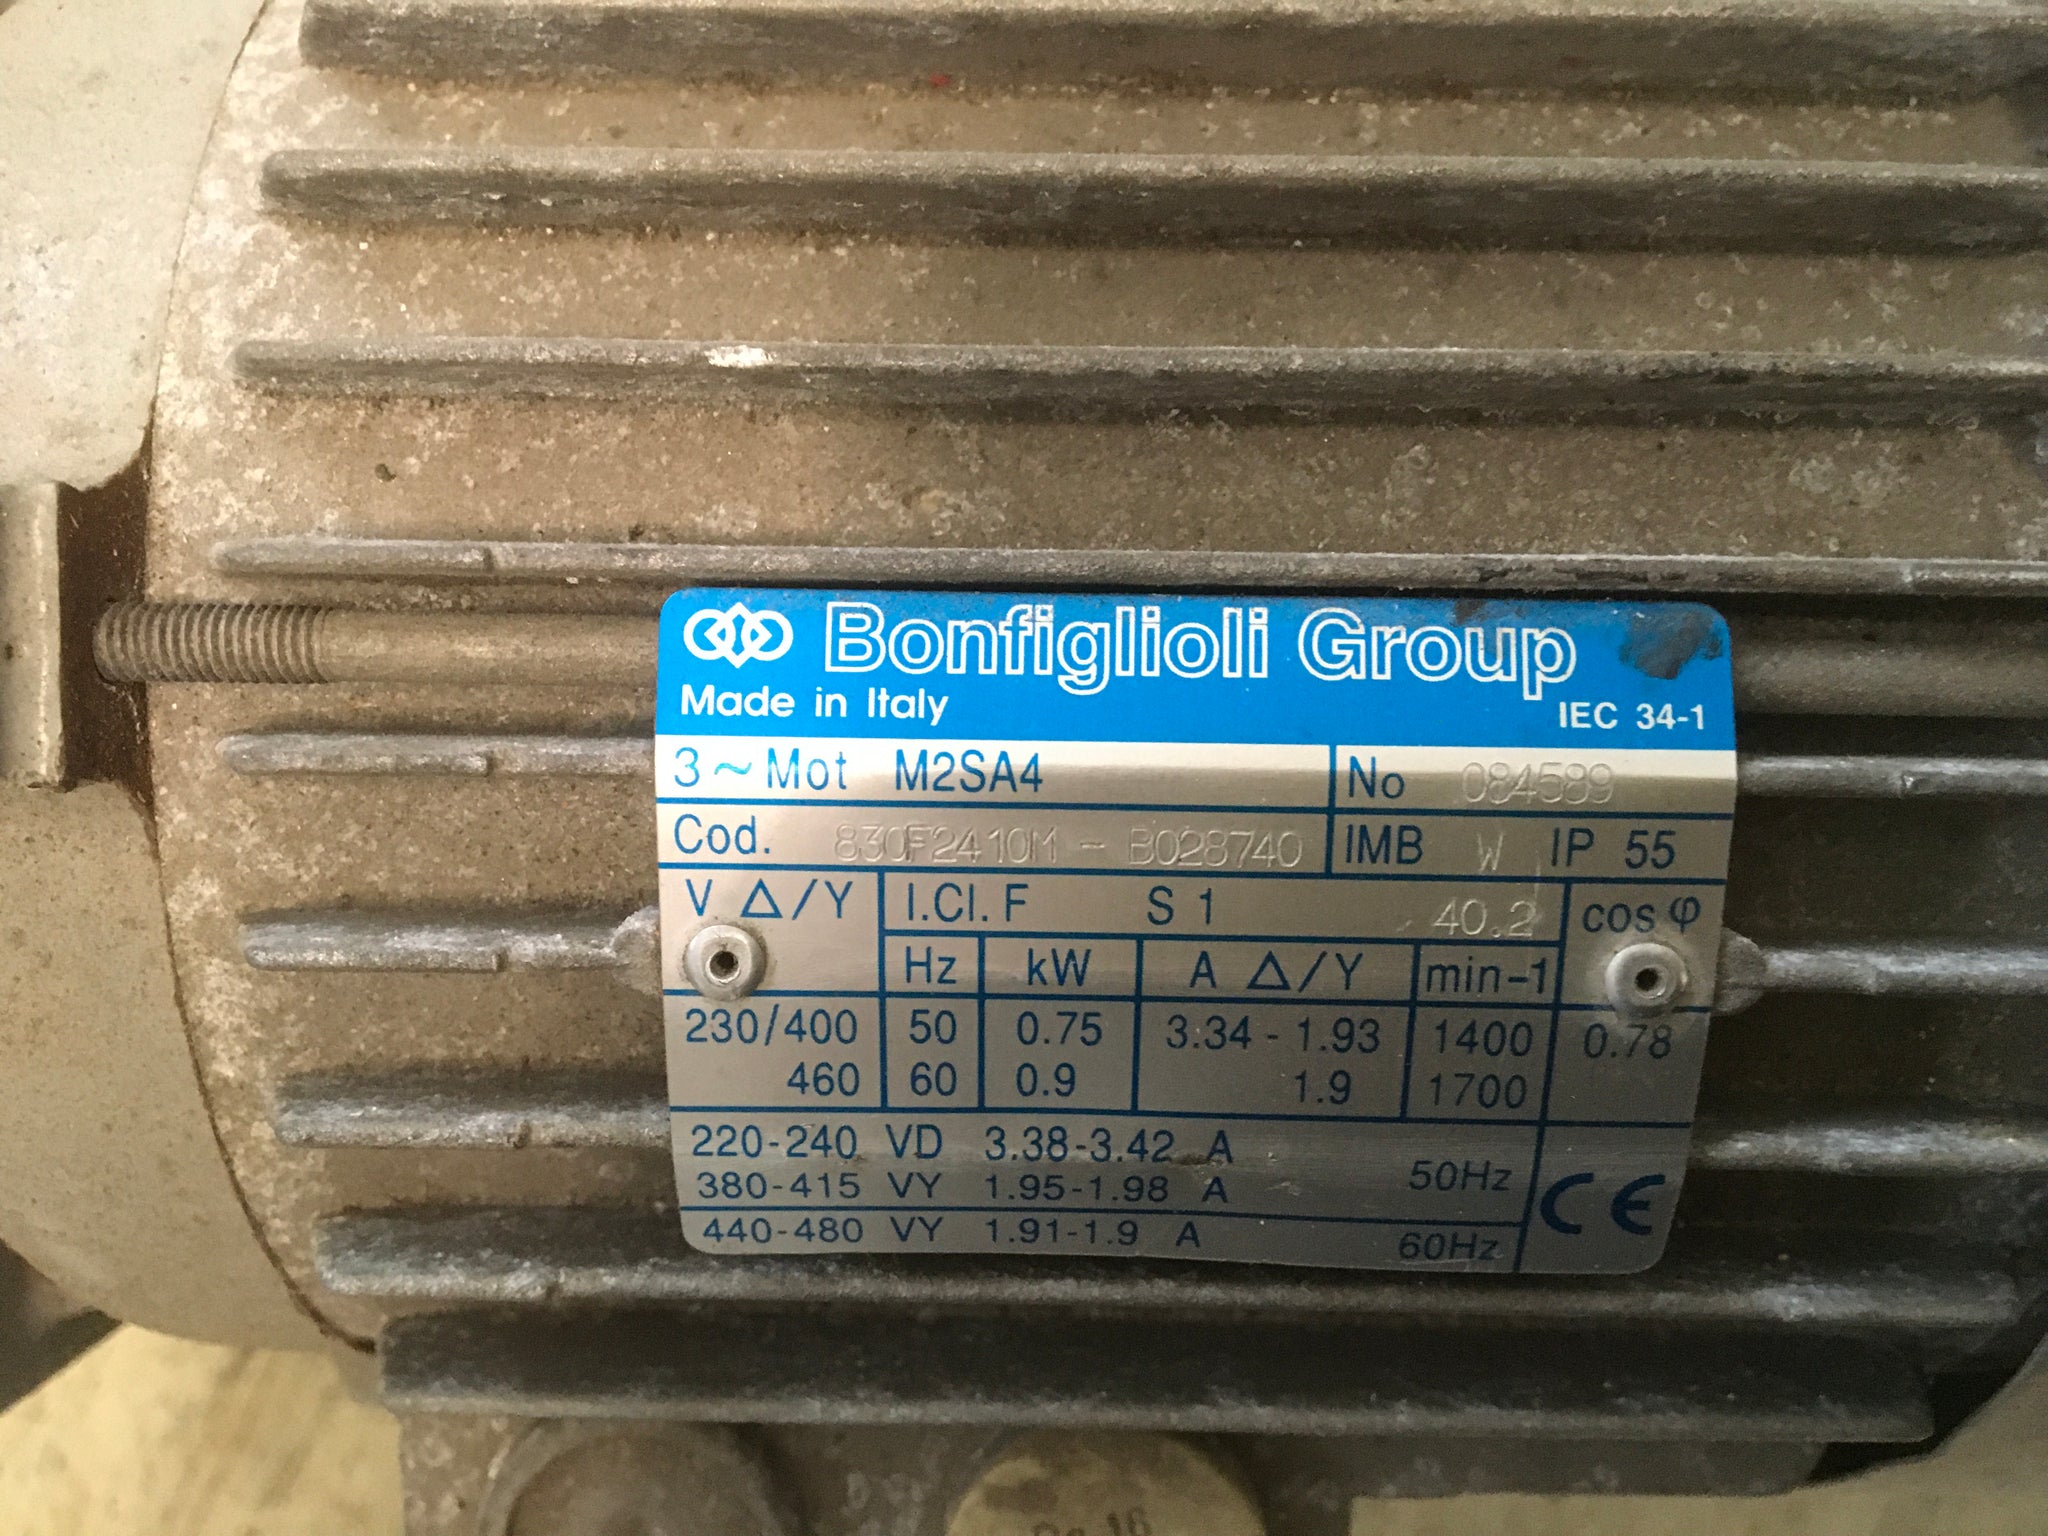 Bonfiglioli Group
Made in Italy
IEC 34-1
3 ~ Mot M2SA4
No 084589
Cod. 830F2410M - B028740
IMB W IP 55
V Δ/Y
I.Cl. F S 1 40.2
cos φ
Hz kW A Δ/Y min-1
230/400 50 0.75 3.34 - 1.93 1400 0.78
460 60 0.9 1.9 1700
220-240 VD 3.38-3.42 A
380-415 VY 1.95-1.98 A
50Hz
440-480 VY 1.91-1.9 A 60Hz
CE